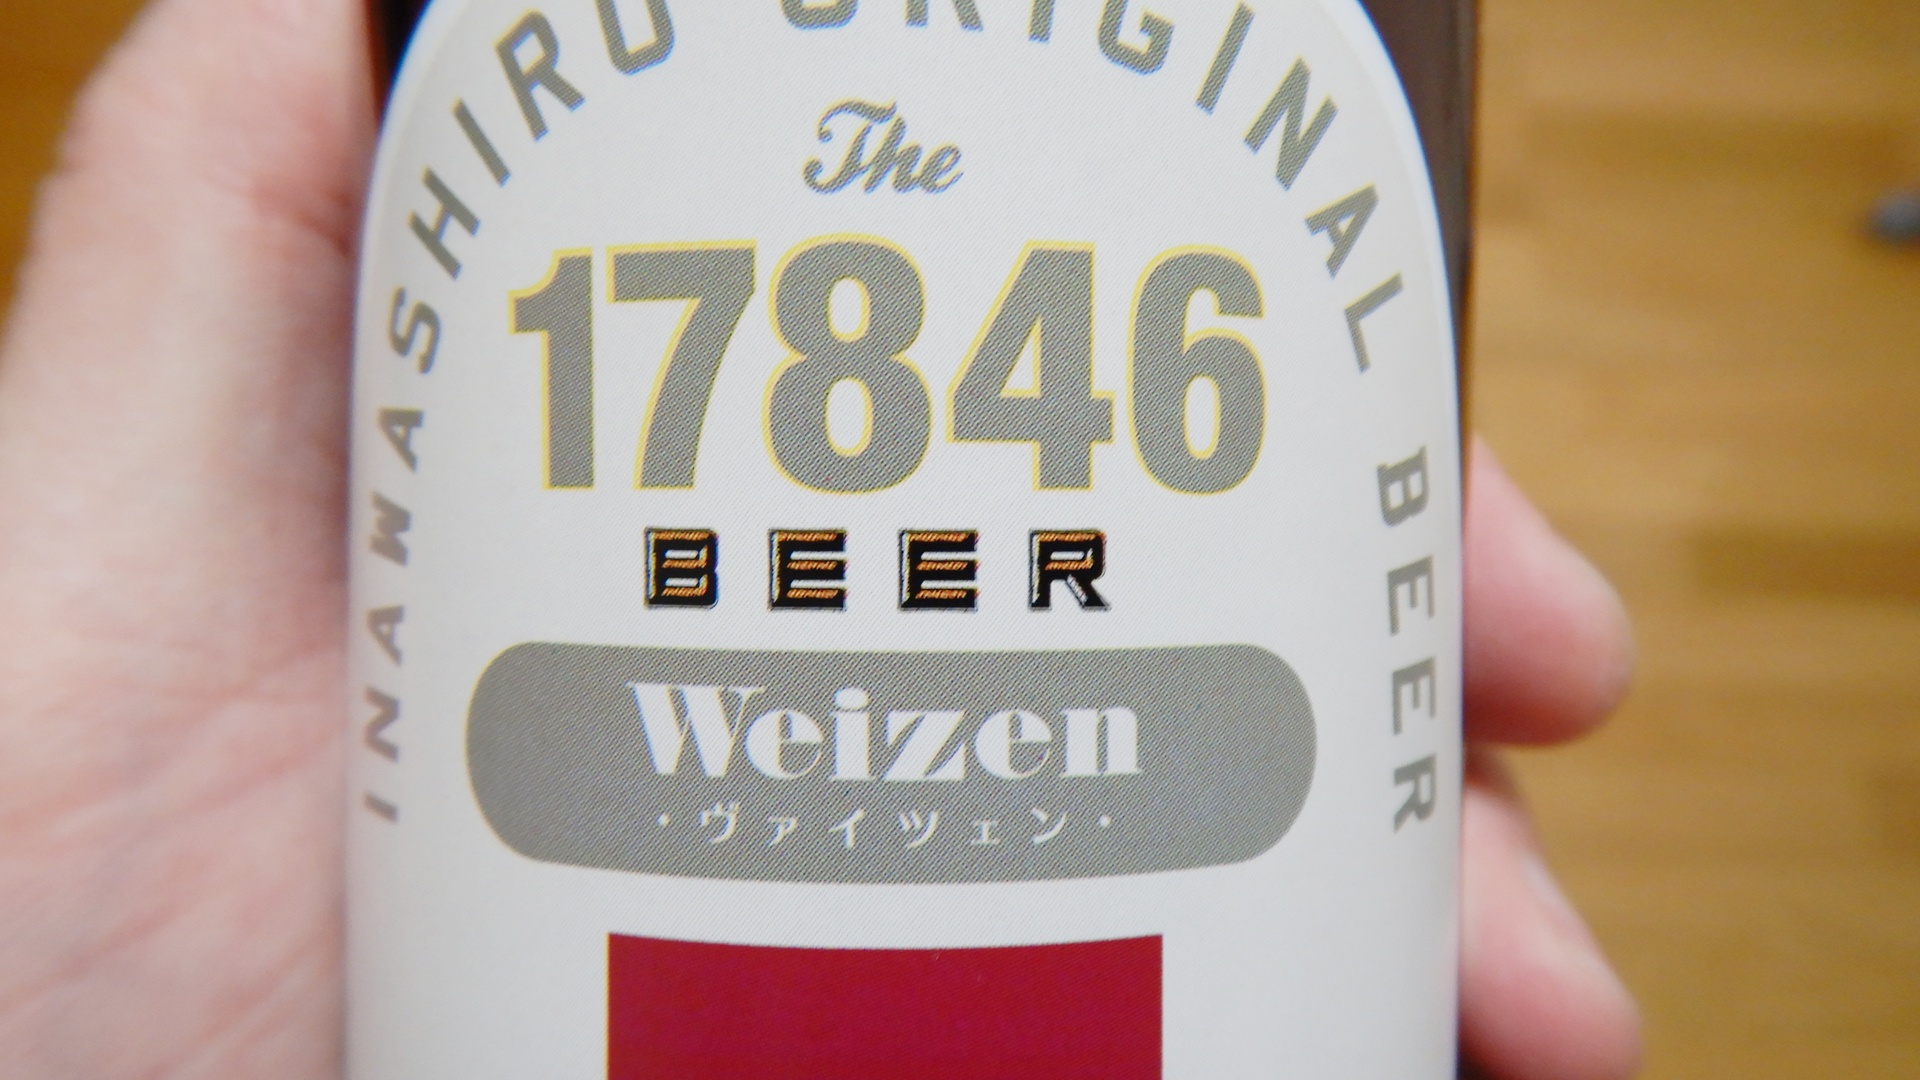 INAWASHIRO ORIGINAL BEER
The
17846
BEER
Weizen
・ヴァイツェン・